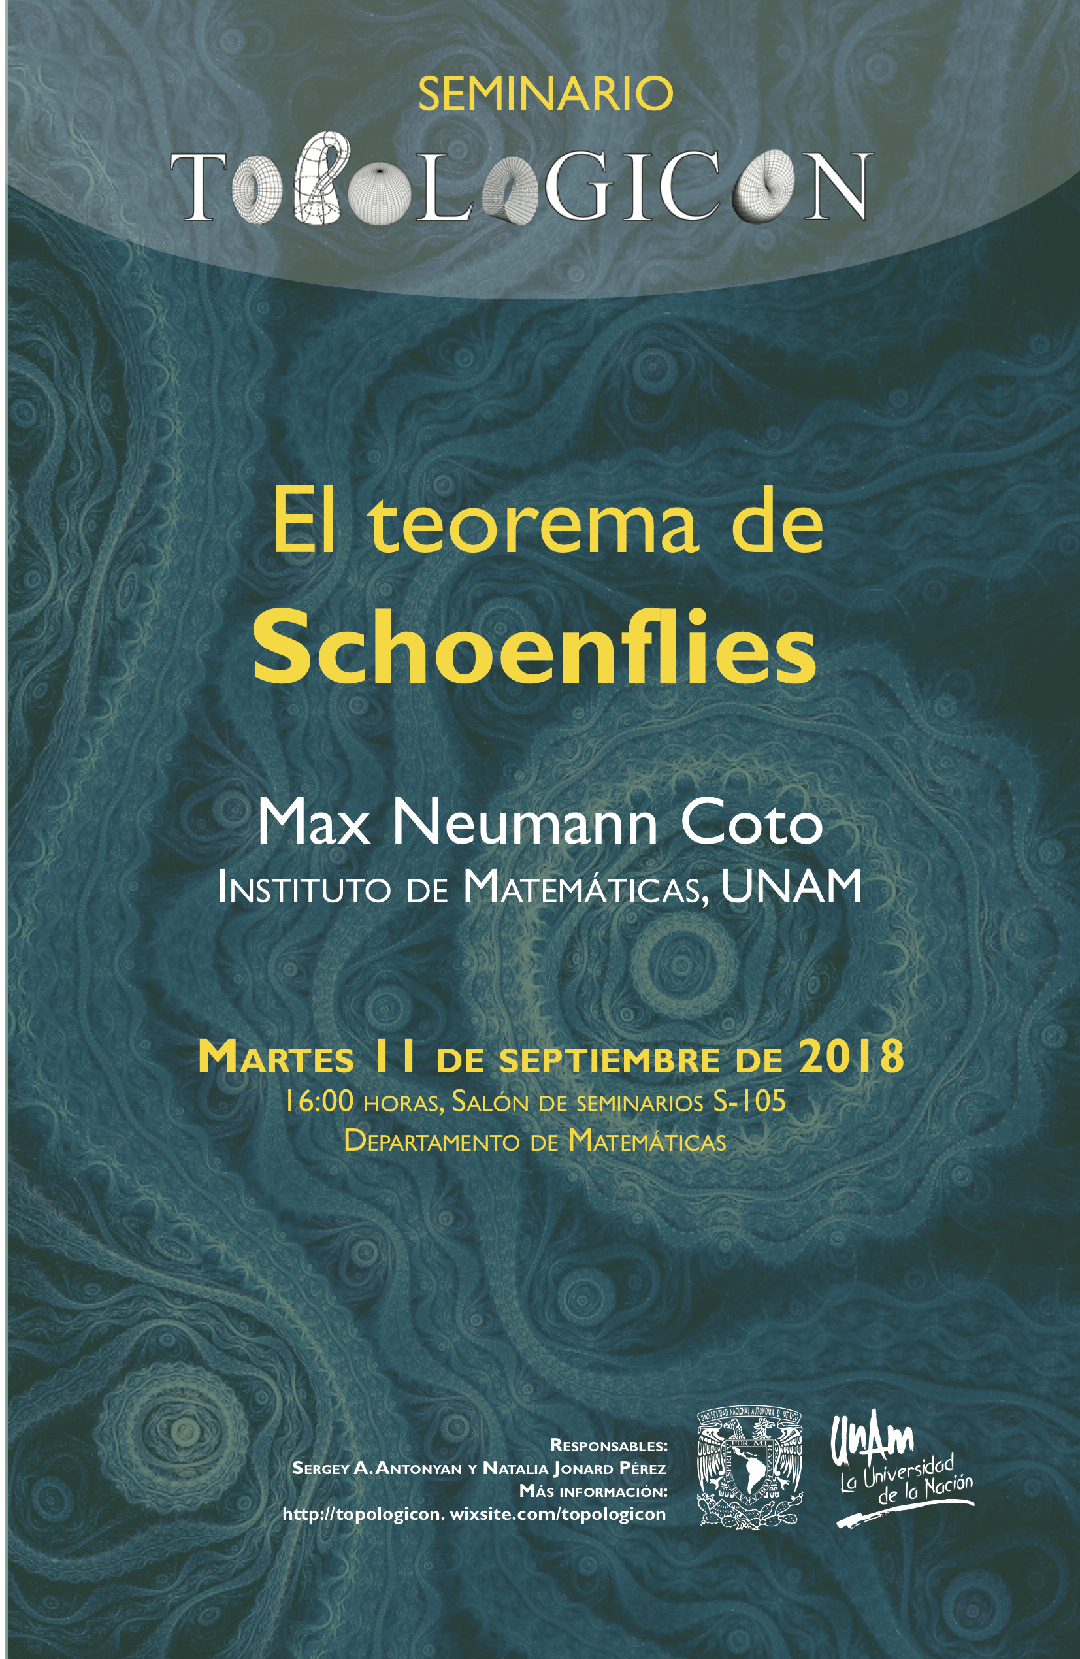 SEMINARIO
TOPOLOGICON
El teorema de
Schoenflies
Max Neumann Coto
INSTITUTO DE MATEMÁTICAS, UNAM
MARTES 11 DE SEPTIEMBRE DE 2018
16:00 HORAS, SALÓN DE SEMINARIOS S-105
DEPARTAMENTO DE MATEMÁTICAS
RESPONSABLES:
SERGEY A. ANTONYAN Y NATALIA JONARD PÉREZ
MÁS INFORMACIÓN:
http://topologicon. wixsite.com/topologicon
UNAM
La Universidad
de la Nación